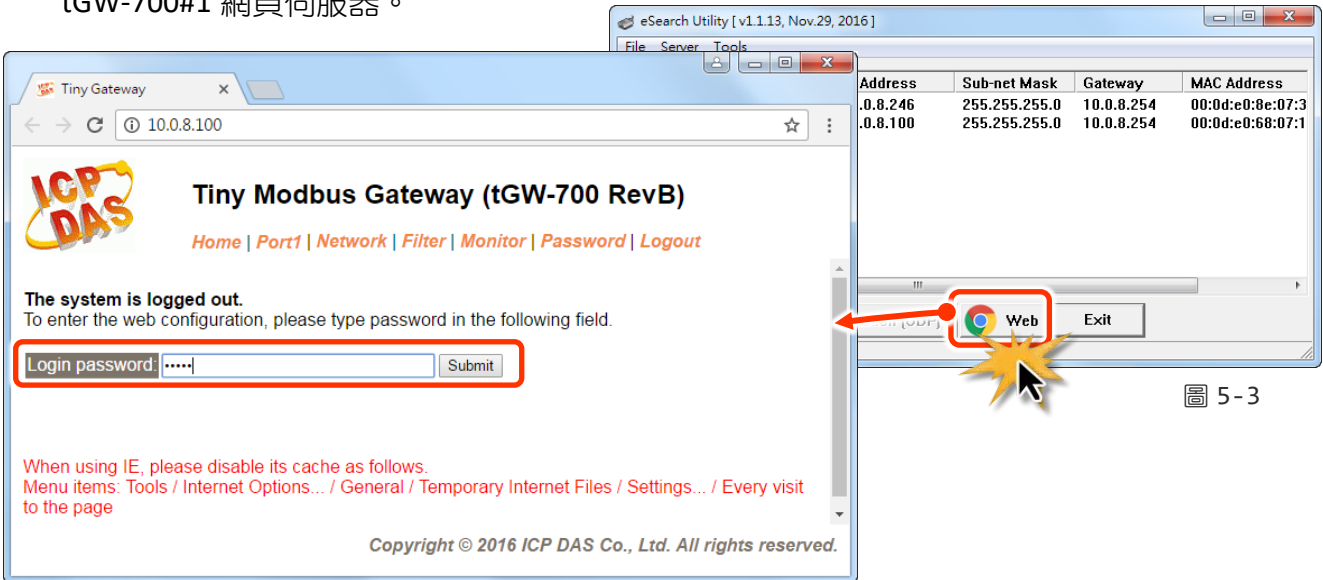 tGW-700#1 網頁伺服器。
eSearch Utility [ v1.1.13, Nov.29, 2016 ]
File Server Tools
Address Sub-net Mask Gateway MAC Address
.0.8.246 255.255.255.0 10.0.8.254 00:0d:e0:8e:07:3
.0.8.100 255.255.255.0 10.0.8.254 00:0d:e0:68:07:1
Web Exit
圖 5-3
Tiny Gateway
10.0.8.100
ICP
DAS
Tiny Modbus Gateway (tGW-700 RevB)
Home | Port1 | Network | Filter | Monitor | Password | Logout
The system is logged out.
To enter the web configuration, please type password in the following field.
Login password: ••••• Submit
When using IE, please disable its cache as follows.
Menu items: Tools / Internet Options... / General / Temporary Internet Files / Settings... / Every visit
to the page
Copyright © 2016 ICP DAS Co., Ltd. All rights reserved.